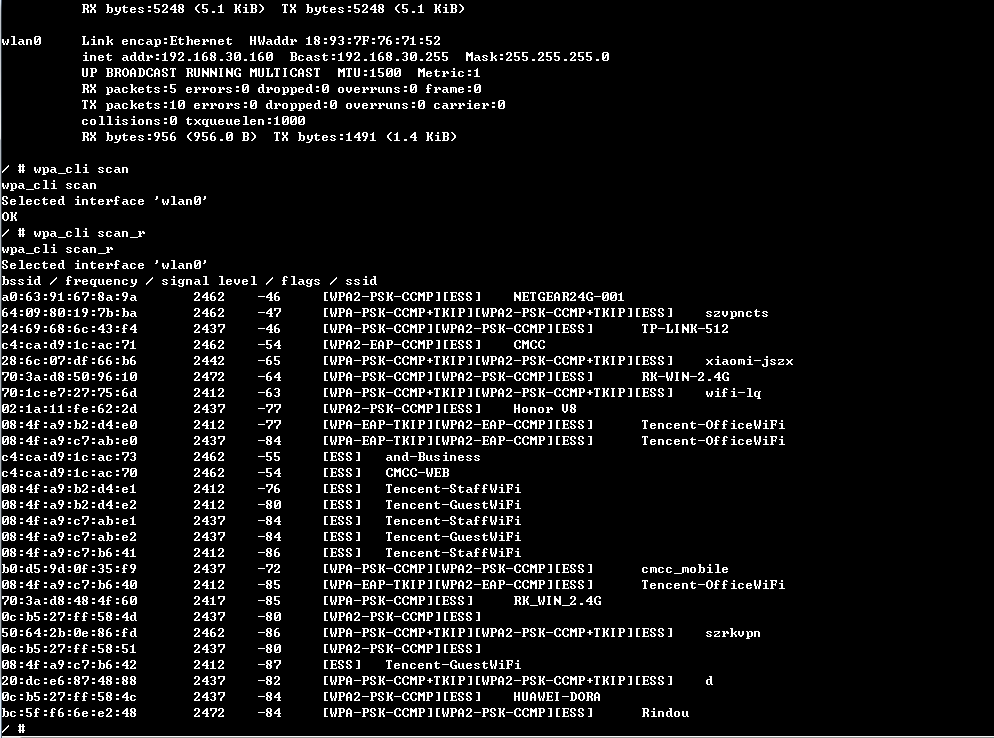 RX bytes:5248 (5.1 KiB)  TX bytes:5248 (5.1 KiB)
wlan0     Link encap:Ethernet  HWaddr 18:93:7F:76:71:52
inet addr:192.168.30.160  Bcast:192.168.30.255  Mask:255.255.255.0
UP BROADCAST RUNNING MULTICAST  MTU:1500  Metric:1
RX packets:5 errors:0 dropped:0 overruns:0 frame:0
TX packets:10 errors:0 dropped:0 overruns:0 carrier:0
collisions:0 txqueuelen:1000
RX bytes:956 (956.0 B)  TX bytes:1491 (1.4 KiB)
/ # wpa_cli scan
wpa_cli scan
Selected interface 'wlan0'
OK
/ # wpa_cli scan_r
wpa_cli scan_r
Selected interface 'wlan0'
bssid / frequency / signal level / flags / ssid
a0:63:91:67:8a:9a       2462    -46     [WPA2-PSK-CCMP][ESS]    NETGEAR24G-001
64:09:80:19:7b:ba       2462    -47     [WPA-PSK-CCMP+TKIP][WPA2-PSK-CCMP+TKIP][ESS]    szvpncts
24:69:68:6c:43:f4       2437    -46     [WPA-PSK-CCMP][WPA2-PSK-CCMP][ESS]      TP-LINK-512
c4:ca:d9:1c:ac:71       2462    -54     [WPA2-EAP-CCMP][ESS]    CMCC
28:6c:07:df:66:b6       2442    -65     [WPA-PSK-CCMP+TKIP][WPA2-PSK-CCMP+TKIP][ESS]    xiaomi-jszx
70:3a:d8:50:96:10       2472    -64     [WPA-PSK-CCMP][WPA2-PSK-CCMP][ESS]      RK-WIN-2.4G
70:1c:e7:27:75:6d       2412    -63     [WPA-PSK-CCMP+TKIP][WPA2-PSK-CCMP+TKIP][ESS]    wifi-lq
02:1a:11:fe:62:2d       2437    -77     [WPA2-PSK-CCMP][ESS]    Honor V8
08:4f:a9:b2:d4:e0       2412    -77     [WPA-EAP-TKIP][WPA2-EAP-CCMP][ESS]      Tencent-OfficeWiFi
08:4f:a9:c7:ab:e0       2437    -84     [WPA-EAP-TKIP][WPA2-EAP-CCMP][ESS]      Tencent-OfficeWiFi
c4:ca:d9:1c:ac:73       2462    -55     [ESS]   and-Business
c4:ca:d9:1c:ac:70       2462    -54     [ESS]   CMCC-WEB
08:4f:a9:b2:d4:e1       2412    -76     [ESS]   Tencent-StaffWiFi
08:4f:a9:b2:d4:e2       2412    -80     [ESS]   Tencent-GuestWiFi
08:4f:a9:c7:ab:e1       2437    -84     [ESS]   Tencent-StaffWiFi
08:4f:a9:c7:ab:e2       2437    -84     [ESS]   Tencent-GuestWiFi
08:4f:a9:c7:b6:41       2412    -86     [ESS]   Tencent-StaffWiFi
b0:d5:9d:0f:35:f9       2437    -72     [WPA-PSK-CCMP][WPA2-PSK-CCMP][ESS]      cmcc_mobile
08:4f:a9:c7:b6:40       2412    -85     [WPA-EAP-TKIP][WPA2-EAP-CCMP][ESS]      Tencent-OfficeWiFi
70:3a:d8:48:4f:60       2417    -85     [WPA-PSK-CCMP][ESS]     RK_WIN_2.4G
0c:b5:27:ff:58:4d       2437    -80     [WPA2-PSK-CCMP][ESS]
50:64:2b:0e:86:fd       2462    -86     [WPA-PSK-CCMP+TKIP][WPA2-PSK-CCMP+TKIP][ESS]    szrkvpn
0c:b5:27:ff:58:51       2437    -80     [WPA2-PSK-CCMP][ESS]
08:4f:a9:c7:b6:42       2412    -87     [ESS]   Tencent-GuestWiFi
20:dc:e6:87:48:88       2437    -82     [WPA-PSK-CCMP+TKIP][WPA2-PSK-CCMP+TKIP][ESS]    d
0c:b5:27:ff:58:4c       2437    -84     [WPA2-PSK-CCMP][ESS]    HUAWEI-DORA
bc:5f:f6:6e:e2:48       2472    -84     [WPA-PSK-CCMP][WPA2-PSK-CCMP][ESS]      Rindou
/ #